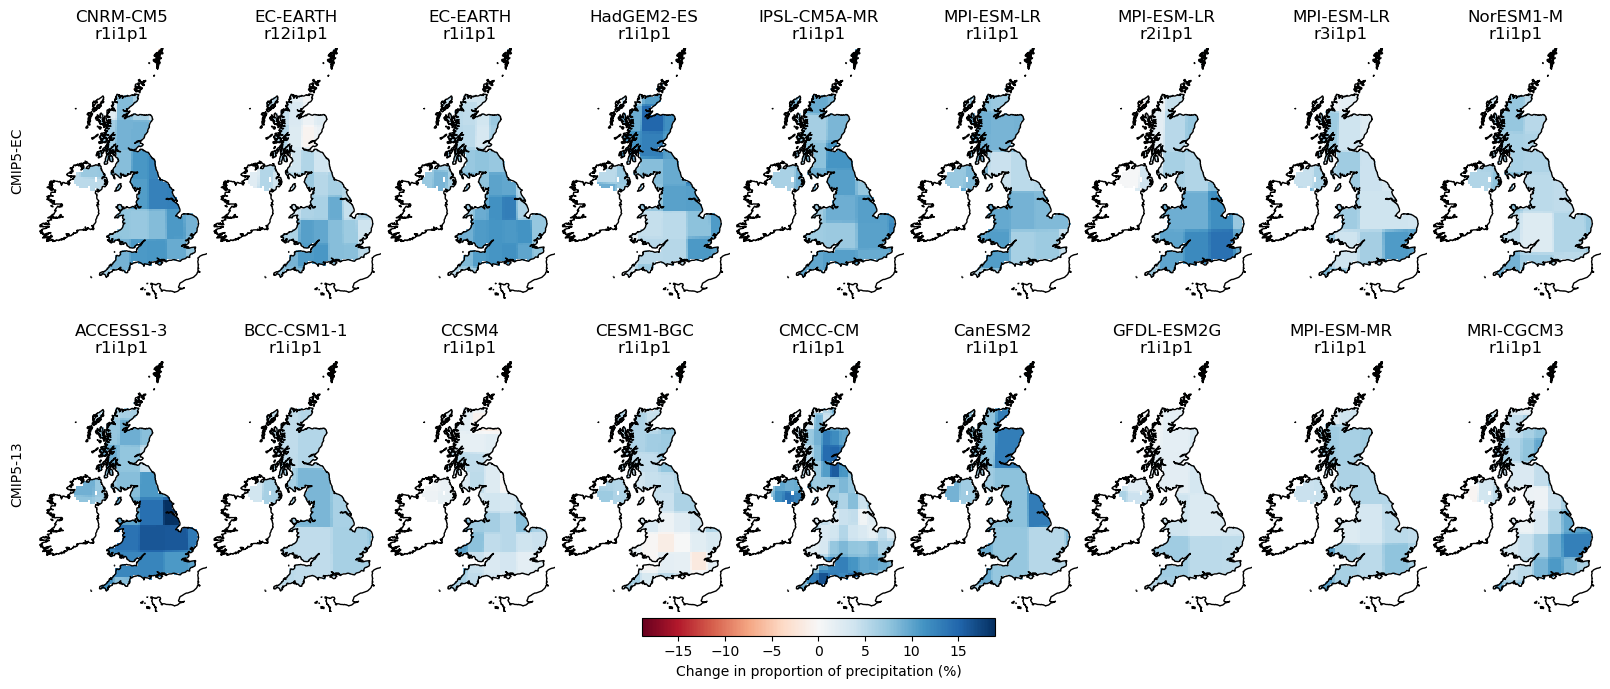 CNRM-CM5 EC-EARTH EC-EARTH HadGEM2-ES IPSL-CM5A-MR MPI-ESM-LR MPI-ESM-LR MPI-ESM-LR NorESM1-M
r1i1p1 r12i1p1 r1i1p1 r1i1p1 r1i1p1 r1i1p1 r2i1p1 r3i1p1 r1i1p1
CMIP5-EC
ACCESS1-3 BCC-CSM1-1 CCSM4 CESM1-BGC CMCC-CM CanESM2 GFDL-ESM2G MPI-ESM-MR MRI-CGCM3
r1i1p1 r1i1p1 r1i1p1 r1i1p1 r1i1p1 r1i1p1 r1i1p1 r1i1p1 r1i1p1
CMIP5-13
−15 −10 −5 0 5 10 15
Change in proportion of precipitation (%)